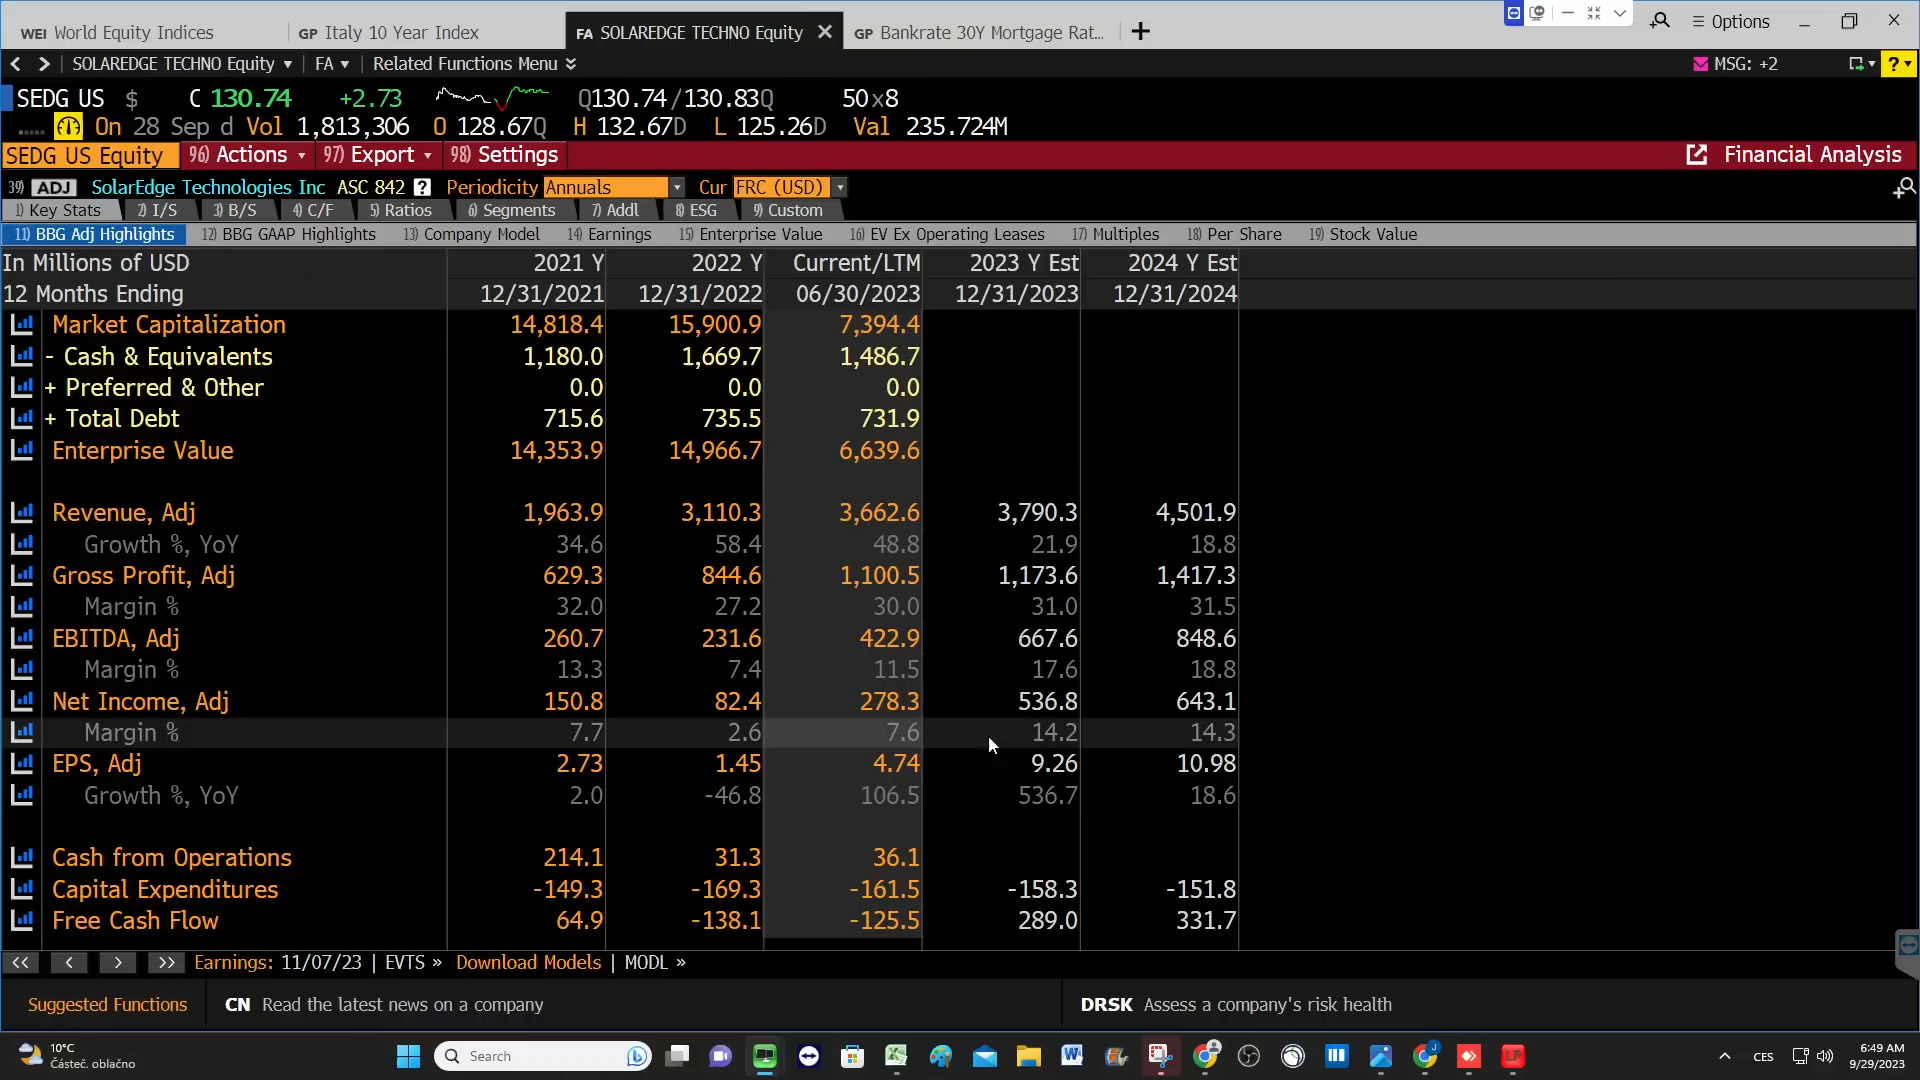 WEI World Equity Indices GP Italy 10 Year Index FA SOLAREDGE TECHNO Equity GP Bankrate 30Y Mortgage Rat... Options
SOLAREDGE TECHNO Equity FA Related Functions Menu MSG: +2 ?
SEDG US $ C 130.74 +2.73 Q130.74/130.83Q 50x8
On 28 Sep d Vol 1,813,306 O 128.67Q H 132.67D L 125.26D Val 235.724M
SEDG US Equity 96) Actions 97) Export 98) Settings Financial Analysis
39) ADJ SolarEdge Technologies Inc ASC 842 ? Periodicity Annuals Cur FRC (USD)
1) Key Stats 2) I/S 3) B/S 4) C/F 5) Ratios 6) Segments 7) Addl 8) ESG 9) Custom
11) BBG Adj Highlights 12) BBG GAAP Highlights 13) Company Model 14) Earnings 15) Enterprise Value 16) EV Ex Operating Leases 17) Multiples 18) Per Share 19) Stock Value
In Millions of USD 2021 Y 2022 Y Current/LTM 2023 Y Est 2024 Y Est
12 Months Ending 12/31/2021 12/31/2022 06/30/2023 12/31/2023 12/31/2024
Market Capitalization 14,818.4 15,900.9 7,394.4
- Cash & Equivalents 1,180.0 1,669.7 1,486.7
+ Preferred & Other 0.0 0.0 0.0
+ Total Debt 715.6 735.5 731.9
Enterprise Value 14,353.9 14,966.7 6,639.6
Revenue, Adj 1,963.9 3,110.3 3,662.6 3,790.3 4,501.9
Growth %, YoY 34.6 58.4 48.8 21.9 18.8
Gross Profit, Adj 629.3 844.6 1,100.5 1,173.6 1,417.3
Margin % 32.0 27.2 30.0 31.0 31.5
EBITDA, Adj 260.7 231.6 422.9 667.6 848.6
Margin % 13.3 7.4 11.5 17.6 18.8
Net Income, Adj 150.8 82.4 278.3 536.8 643.1
Margin % 7.7 2.6 7.6 14.2 14.3
EPS, Adj 2.73 1.45 4.74 9.26 10.98
Growth %, YoY 2.0 -46.8 106.5 536.7 18.6
Cash from Operations 214.1 31.3 36.1
Capital Expenditures -149.3 -169.3 -161.5 -158.3 -151.8
Free Cash Flow 64.9 -138.1 -125.5 289.0 331.7
<< < > >> Earnings: 11/07/23 | EVTS » Download Models | MODL »
Suggested Functions CN Read the latest news on a company DRSK Assess a company's risk health
10°C Search CES 6:49 AM
Částeč. oblačno 9/29/2023